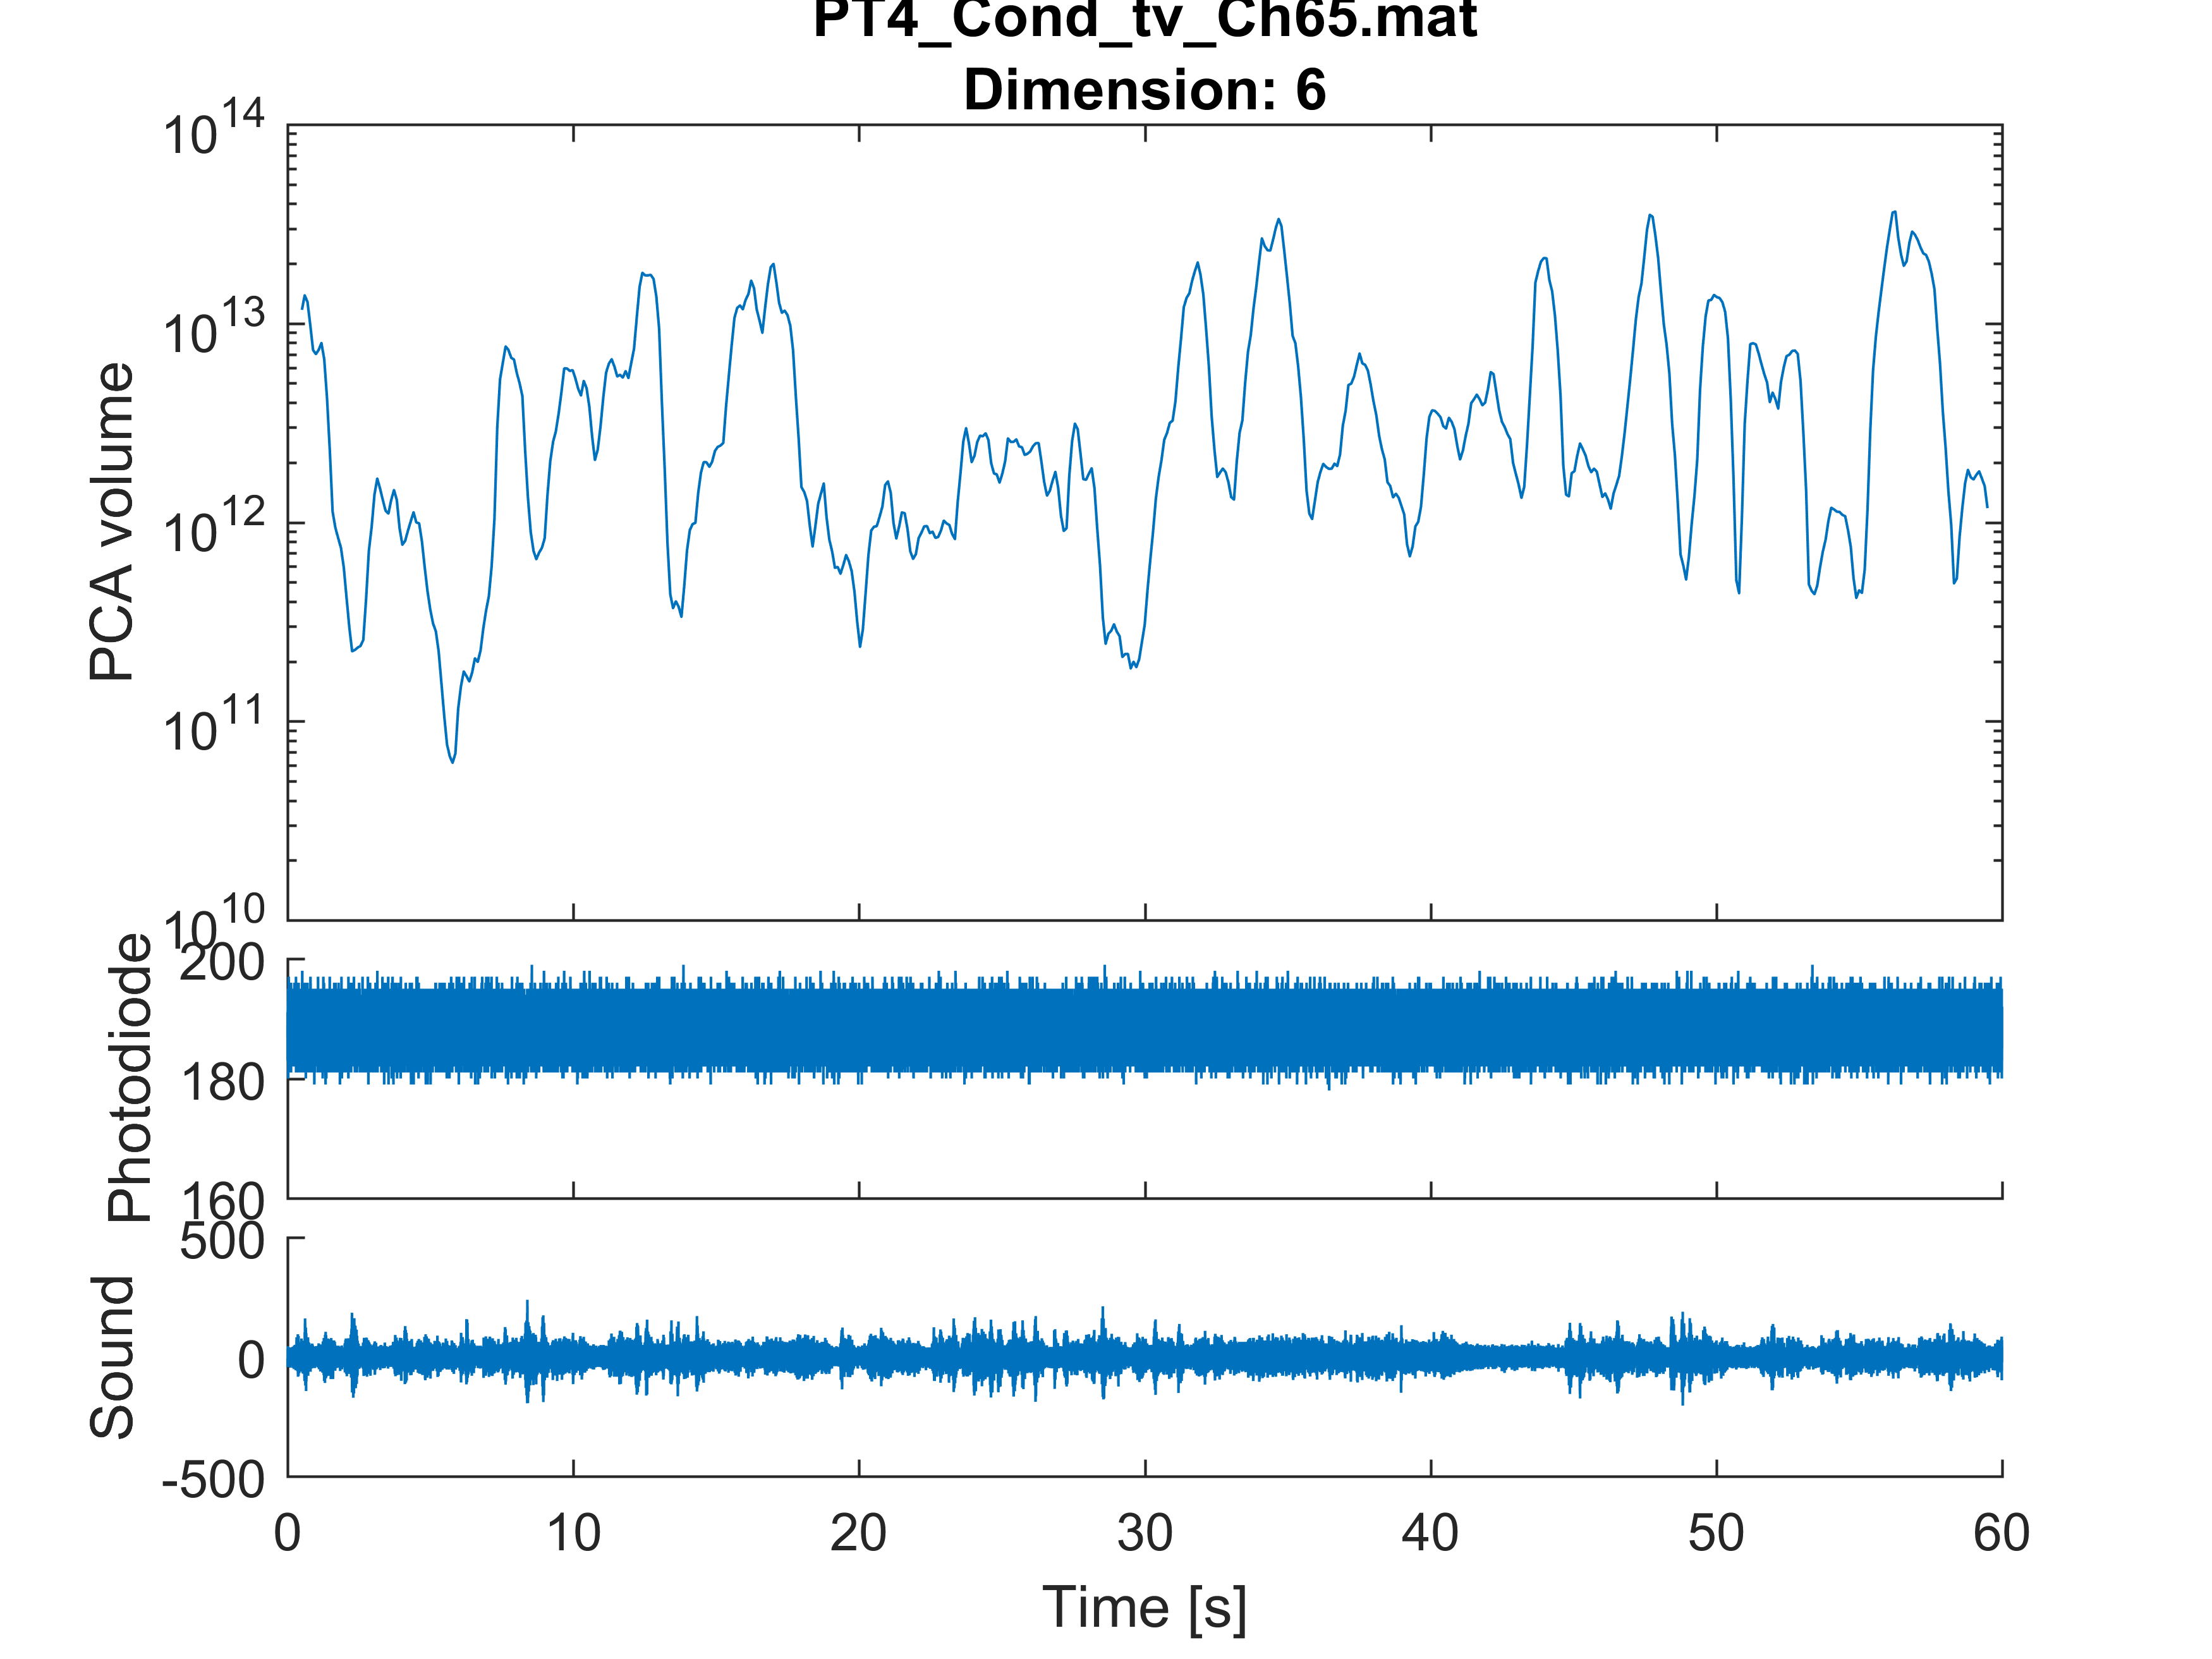 PT4_Cond_tv_Ch65.mat
Dimension: 6
10^14
10^13
10^12
10^11
10^10
PCA volume
200
180
160
Photodiode
500
0
-500
Sound
0 10 20 30 40 50 60
Time [s]